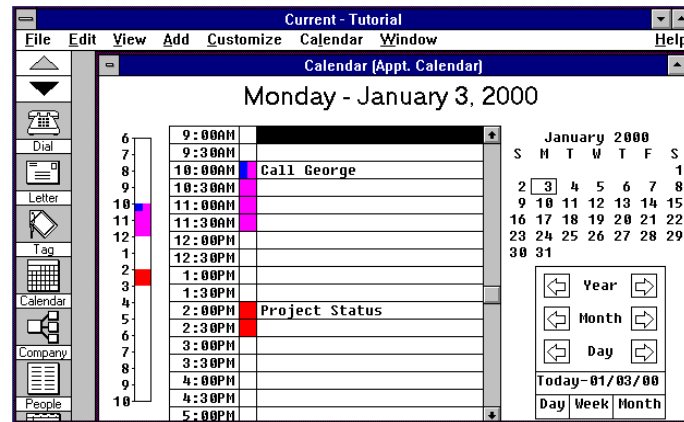 Current - Tutorial
File Edit View Add Customize Calendar Window Help
Calendar (Appt. Calendar)
Monday - January 3, 2000
Dial
Letter
Tag
Calendar
Company
People
6
7
8
9
10
11
12
1
2
3
4
5
6
7
8
9
10
9:00AM
9:30AM
10:00AM Call George
10:30AM
11:00AM
11:30AM
12:00PM
12:30PM
1:00PM
1:30PM
2:00PM Project Status
2:30PM
3:00PM
3:30PM
4:00PM
4:30PM
5:00PM
January 2000
S M T W T F S
1
2 3 4 5 6 7 8
9 10 11 12 13 14 15
16 17 18 19 20 21 22
23 24 25 26 27 28 29
30 31
Year
Month
Day
Today-01/03/00
Day Week Month